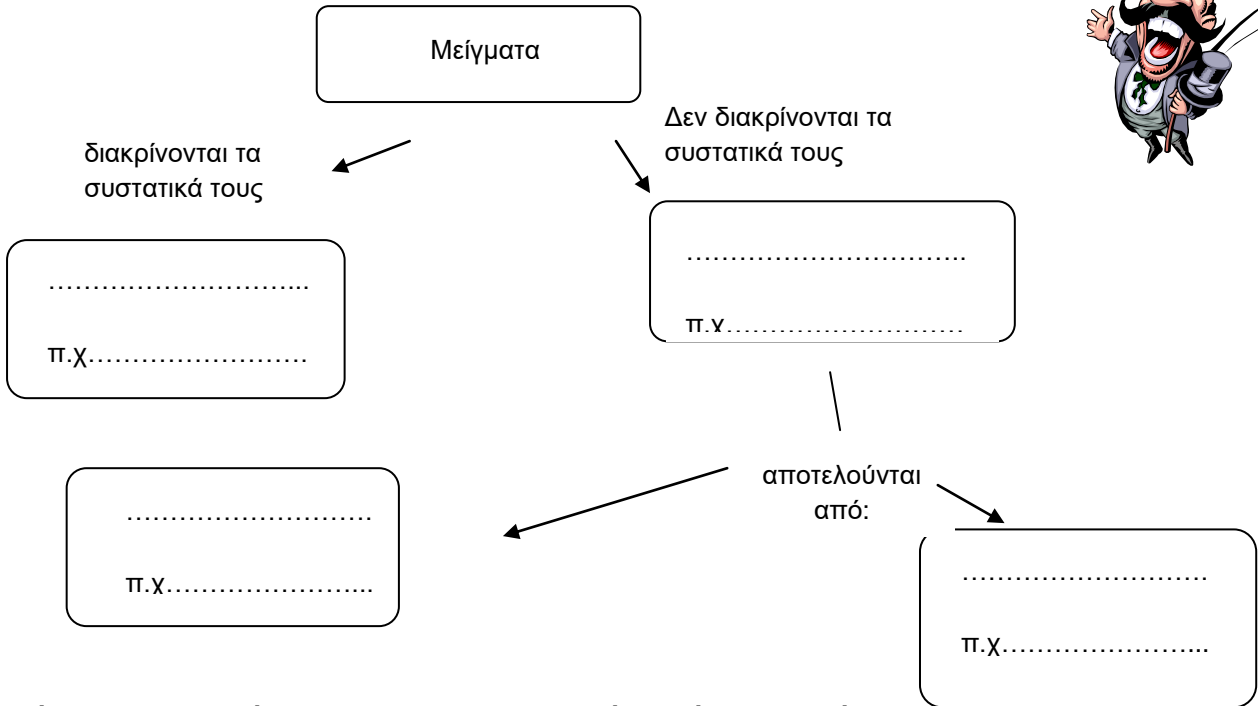 Μείγματα
Δεν διακρίνονται τα
συστατικά τους
διακρίνονται τα
συστατικά τους
…………………………..
π.χ………………………
………………………...
π.χ…………………….
αποτελούνται
από:
……………………….
π.χ…………………...
……………………….
π.χ…………………...